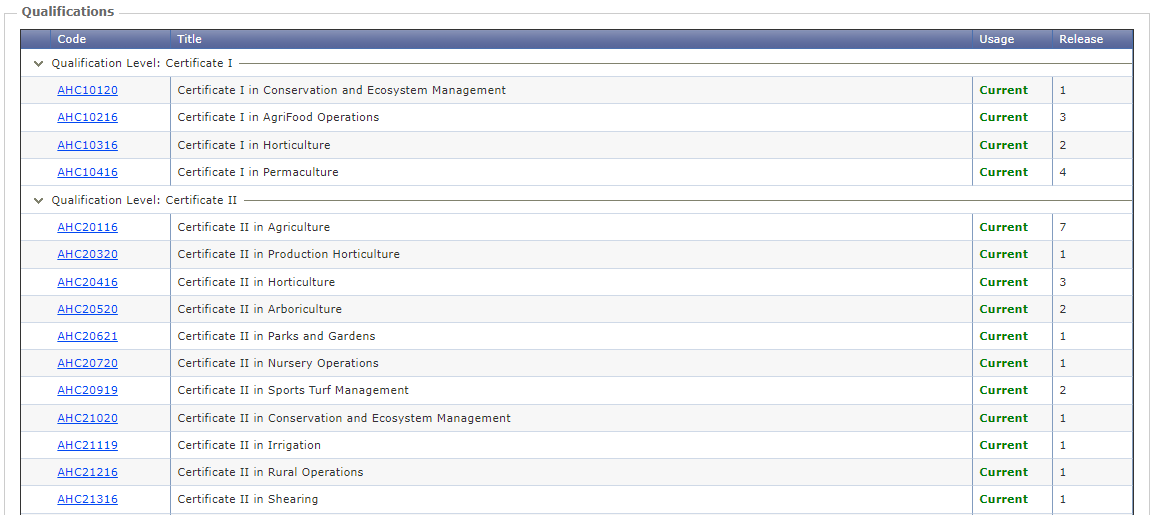 Qualifications
Code Title Usage Release
Qualification Level: Certificate I
AHC10120 Certificate I in Conservation and Ecosystem Management Current 1
AHC10216 Certificate I in AgriFood Operations Current 3
AHC10316 Certificate I in Horticulture Current 2
AHC10416 Certificate I in Permaculture Current 4
Qualification Level: Certificate II
AHC20116 Certificate II in Agriculture Current 7
AHC20320 Certificate II in Production Horticulture Current 1
AHC20416 Certificate II in Horticulture Current 3
AHC20520 Certificate II in Arboriculture Current 2
AHC20621 Certificate II in Parks and Gardens Current 1
AHC20720 Certificate II in Nursery Operations Current 1
AHC20919 Certificate II in Sports Turf Management Current 2
AHC21020 Certificate II in Conservation and Ecosystem Management Current 1
AHC21119 Certificate II in Irrigation Current 1
AHC21216 Certificate II in Rural Operations Current 1
AHC21316 Certificate II in Shearing Current 1